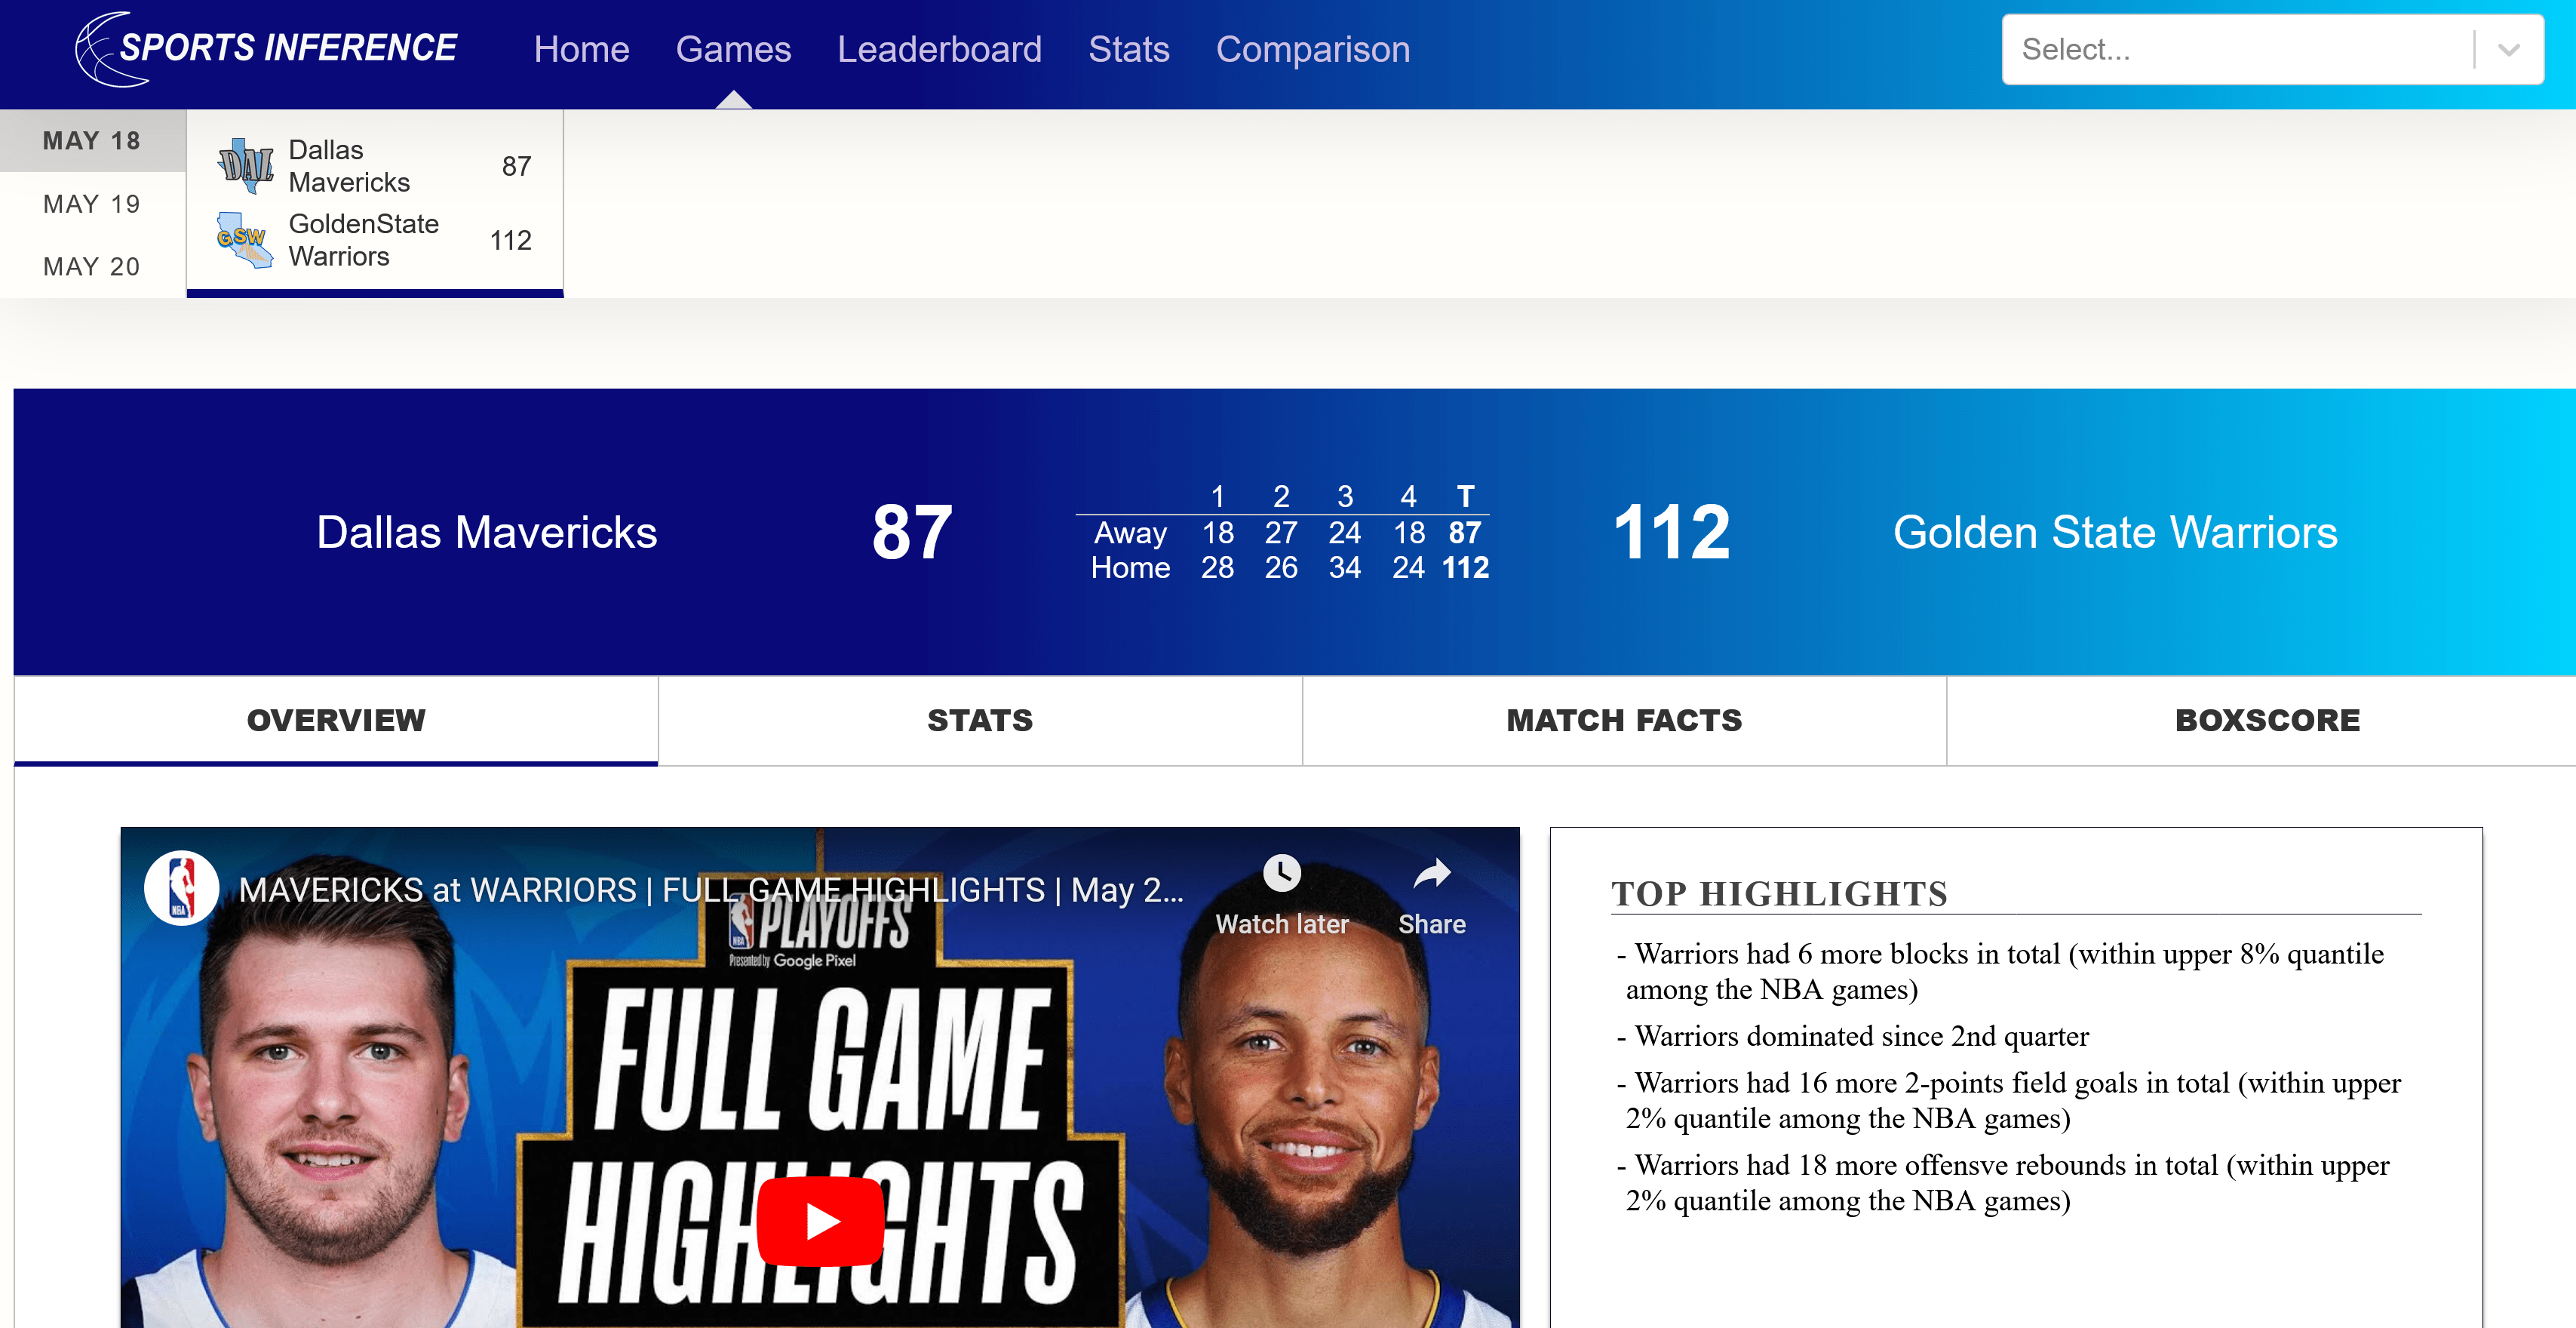 SPORTS INFERENCE
Home Games Leaderboard Stats Comparison
Select...
MAY 18
MAY 19
MAY 20
DAL
Dallas
Mavericks
87
GSW
GoldenState
Warriors
112
Dallas Mavericks
87
1 2 3 4 T
Away 18 27 24 18 87
Home 28 26 34 24 112
112
Golden State Warriors
OVERVIEW
STATS
MATCH FACTS
BOXSCORE
NBA
MAVERICKS at WARRIORS | FULL GAME HIGHLIGHTS | May 2...
Watch later
Share
NBA
PLAYOFFS
Presented by Google Pixel
FULL GAME
HIGHLIGHTS
TOP HIGHLIGHTS
- Warriors had 6 more blocks in total (within upper 8% quantile
among the NBA games)
- Warriors dominated since 2nd quarter
- Warriors had 16 more 2-points field goals in total (within upper
2% quantile among the NBA games)
- Warriors had 18 more offensve rebounds in total (within upper
2% quantile among the NBA games)